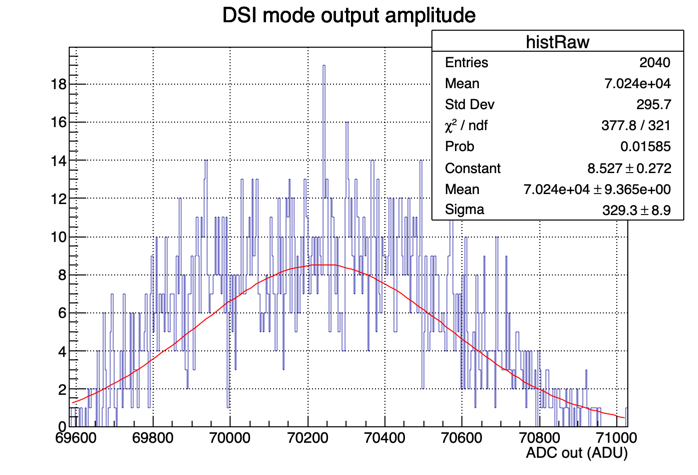 DSI mode output amplitude
histRaw
Entries 2040
Mean 7.024e+04
Std Dev 295.7
χ² / ndf 377.8 / 321
Prob 0.01585
Constant 8.527 ± 0.272
Mean 7.024e+04 ± 9.365e+00
Sigma 329.3 ± 8.9
18
16
14
12
10
8
6
4
2
0
69600 69800 70000 70200 70400 70600 70800 71000
ADC out (ADU)